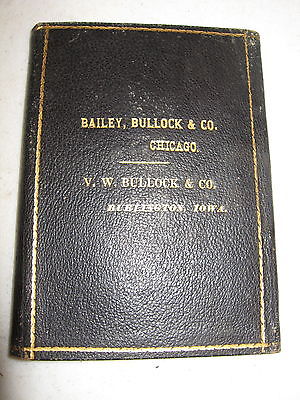 BAILEY, BULLOCK & CO.
CHICAGO.
V. W. BULLOCK & CO.
BURLINGTON, IOWA.